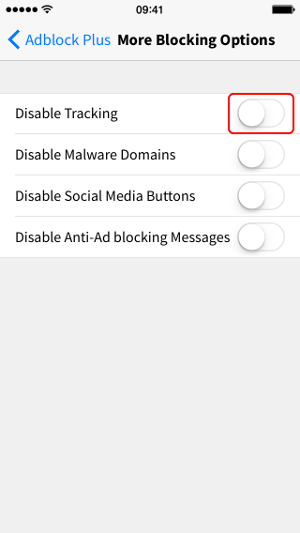 09:41
Adblock Plus More Blocking Options
Disable Tracking
Disable Malware Domains
Disable Social Media Buttons
Disable Anti-Ad blocking Messages